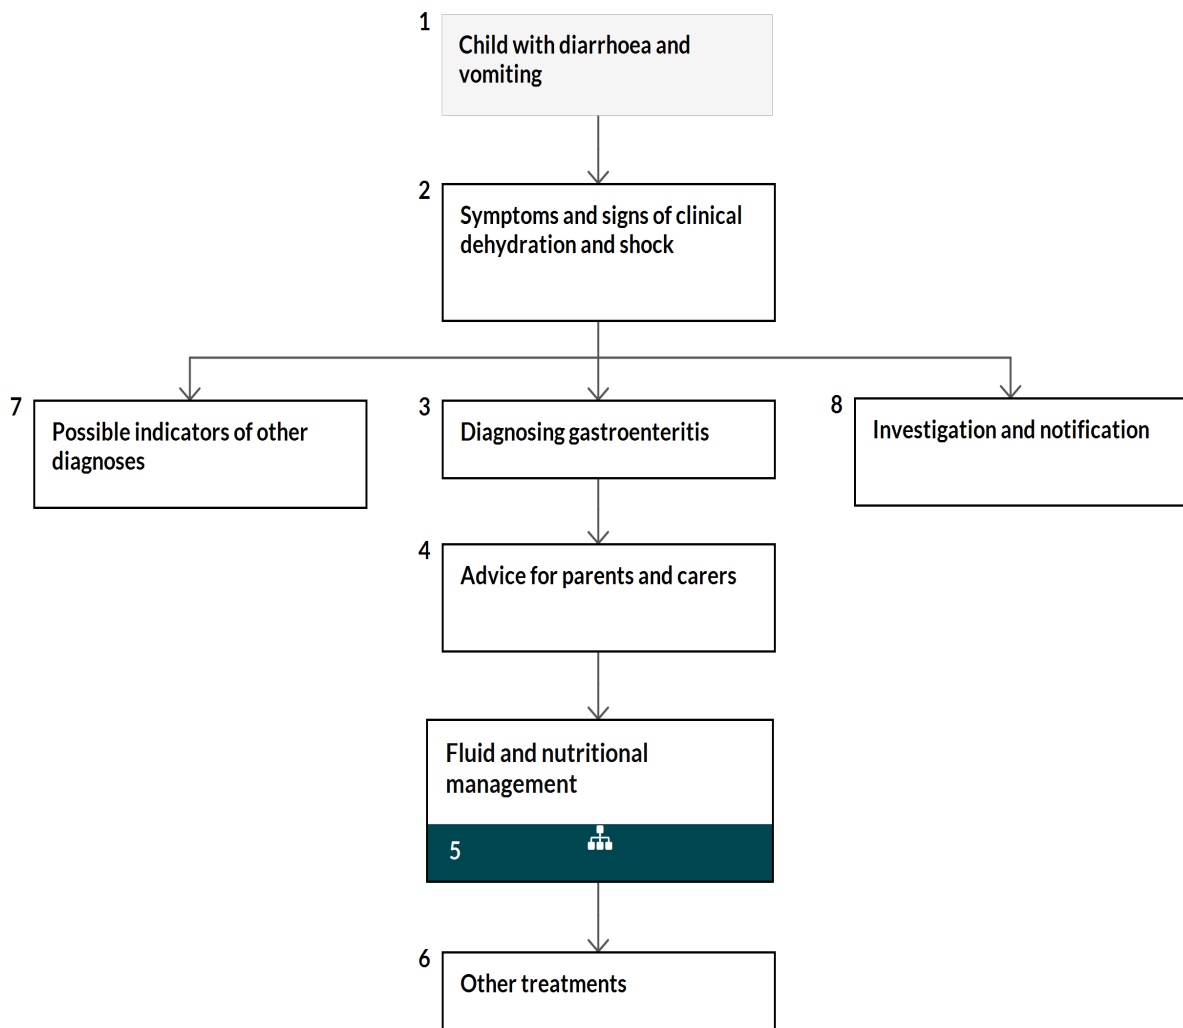 1
Child with diarrhoea and
vomiting
2
Symptoms and signs of clinical
dehydration and shock
7
Possible indicators of other
diagnoses
3
Diagnosing gastroenteritis
8
Investigation and notification
4
Advice for parents and carers
Fluid and nutritional
management
5
6
Other treatments